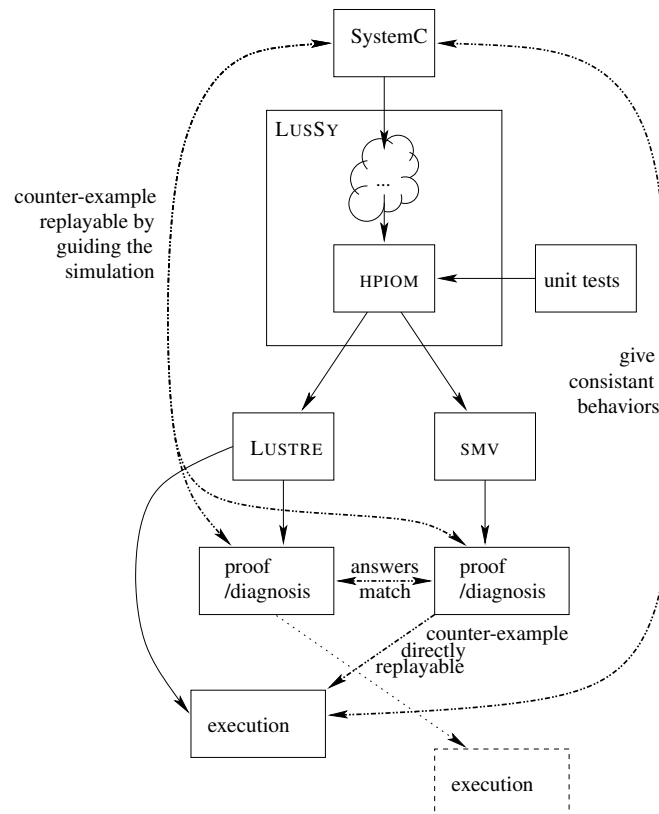 SystemC
LUSSY
...
counter-example
replayable by
guiding the
simulation
HPIOM
unit tests
give
consistant
behaviors
LUSTRE
SMV
proof
/diagnosis
answers
match
proof
/diagnosis
counter-example
directly
replayable
execution
execution